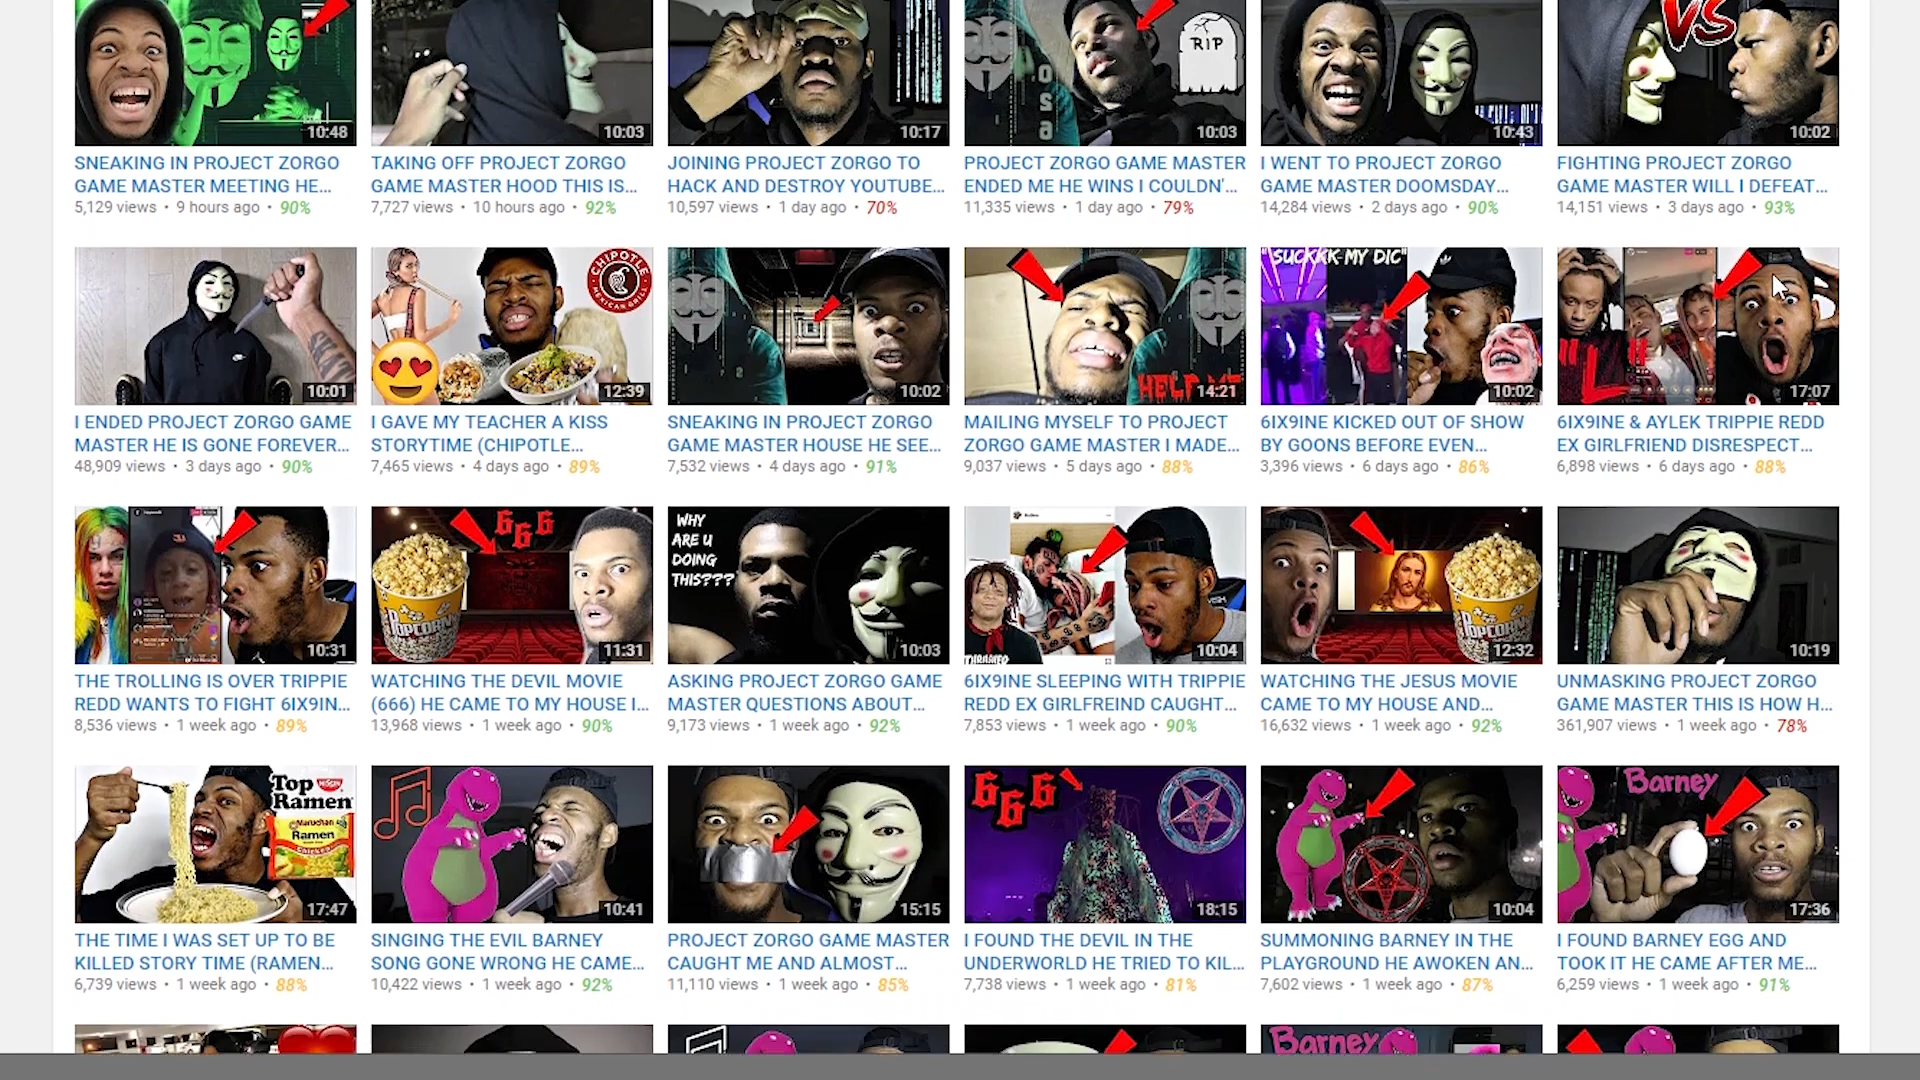 VS
RIP
10:48
10:03
10:17
10:03
10:43
10:02
SNEAKING IN PROJECT ZORGO
GAME MASTER MEETING HE...
5,129 views • 9 hours ago • 90%
TAKING OFF PROJECT ZORGO
GAME MASTER HOOD THIS IS...
7,727 views • 10 hours ago • 92%
JOINING PROJECT ZORGO TO
HACK AND DESTROY YOUTUBE...
10,597 views • 1 day ago • 70%
PROJECT ZORGO GAME MASTER
ENDED ME HE WINS I COULDN'...
11,335 views • 1 day ago • 79%
I WENT TO PROJECT ZORGO
GAME MASTER DOOMSDAY...
14,284 views • 2 days ago • 90%
FIGHTING PROJECT ZORGO
GAME MASTER WILL I DEFEAT...
14,151 views • 3 days ago • 93%
10:01
CHIPOTLE
MEXICAN GRILL
12:39
10:02
HELP ME
14:21
"SUCKKK-MY DIC"
10:02
17:07
I ENDED PROJECT ZORGO GAME
MASTER HE IS GONE FOREVER...
48,909 views • 3 days ago • 90%
I GAVE MY TEACHER A KISS
STORYTIME (CHIPOTLE...
7,465 views • 4 days ago • 89%
SNEAKING IN PROJECT ZORGO
GAME MASTER HOUSE HE SEE...
7,532 views • 4 days ago • 91%
MAILING MYSELF TO PROJECT
ZORGO GAME MASTER I MADE...
9,037 views • 5 days ago • 88%
6IX9INE KICKED OUT OF SHOW
BY GOONS BEFORE EVEN...
3,396 views • 6 days ago • 86%
6IX9INE & AYLEK TRIPPIE REDD
EX GIRLFRIEND DISRESPECT...
6,898 views • 6 days ago • 88%
10:31
666
POPCORN
11:31
WHY
ARE U
DOING
THIS???
10:03
10:04
POPCORN
12:32
10:19
THE TROLLING IS OVER TRIPPIE
REDD WANTS TO FIGHT 6IX9IN...
8,536 views • 1 week ago • 89%
WATCHING THE DEVIL MOVIE
(666) HE CAME TO MY HOUSE I...
13,968 views • 1 week ago • 90%
ASKING PROJECT ZORGO GAME
MASTER QUESTIONS ABOUT...
9,173 views • 1 week ago • 92%
6IX9INE SLEEPING WITH TRIPPIE
REDD EX GIRLFREIND CAUGHT...
7,853 views • 1 week ago • 90%
WATCHING THE JESUS MOVIE
CAME TO MY HOUSE AND...
16,632 views • 1 week ago • 92%
UNMASKING PROJECT ZORGO
GAME MASTER THIS IS HOW H...
361,907 views • 1 week ago • 78%
Top
Ramen
Maruchan
Ramen
Chicken
17:47
10:41
15:15
666
18:15
10:04
Barney
17:36
THE TIME I WAS SET UP TO BE
KILLED STORY TIME (RAMEN...
6,739 views • 1 week ago • 88%
SINGING THE EVIL BARNEY
SONG GONE WRONG HE CAME...
10,422 views • 1 week ago • 92%
PROJECT ZORGO GAME MASTER
CAUGHT ME AND ALMOST...
11,110 views • 1 week ago • 85%
I FOUND THE DEVIL IN THE
UNDERWORLD HE TRIED TO KIL...
7,738 views • 1 week ago • 81%
SUMMONING BARNEY IN THE
PLAYGROUND HE AWOKEN AN...
7,602 views • 1 week ago • 87%
I FOUND BARNEY EGG AND
TOOK IT HE CAME AFTER ME...
6,259 views • 1 week ago • 91%
Barney